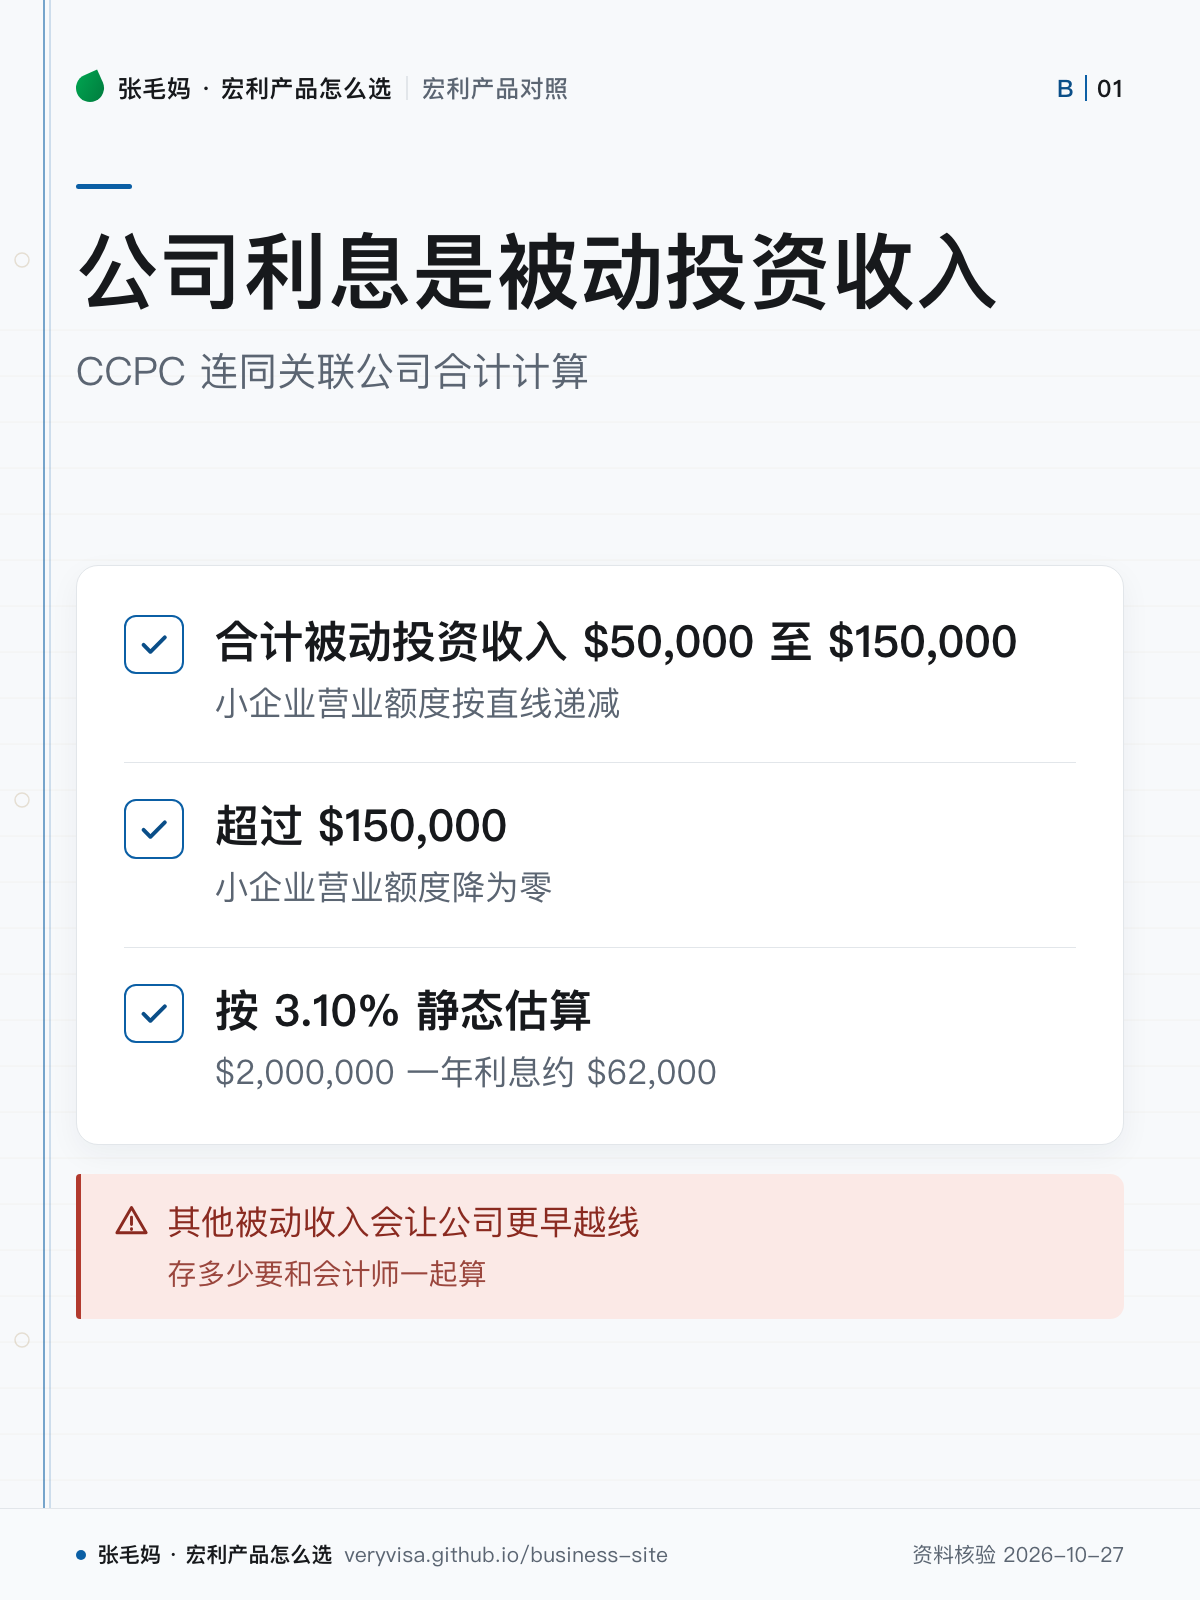 张毛妈 · 宏利产品怎么选 | 宏利产品对照
B | 01
公司利息是被动投资收入
CCPC 连同关联公司合计计算
合计被动投资收入 $50,000 至 $150,000
小企业营业额度按直线递减
超过 $150,000
小企业营业额度降为零
按 3.10% 静态估算
$2,000,000 一年利息约 $62,000
其他被动收入会让公司更早越线
存多少要和会计师一起算
张毛妈 · 宏利产品怎么选 veryvisa.github.io/business-site
资料核验 2026-10-27